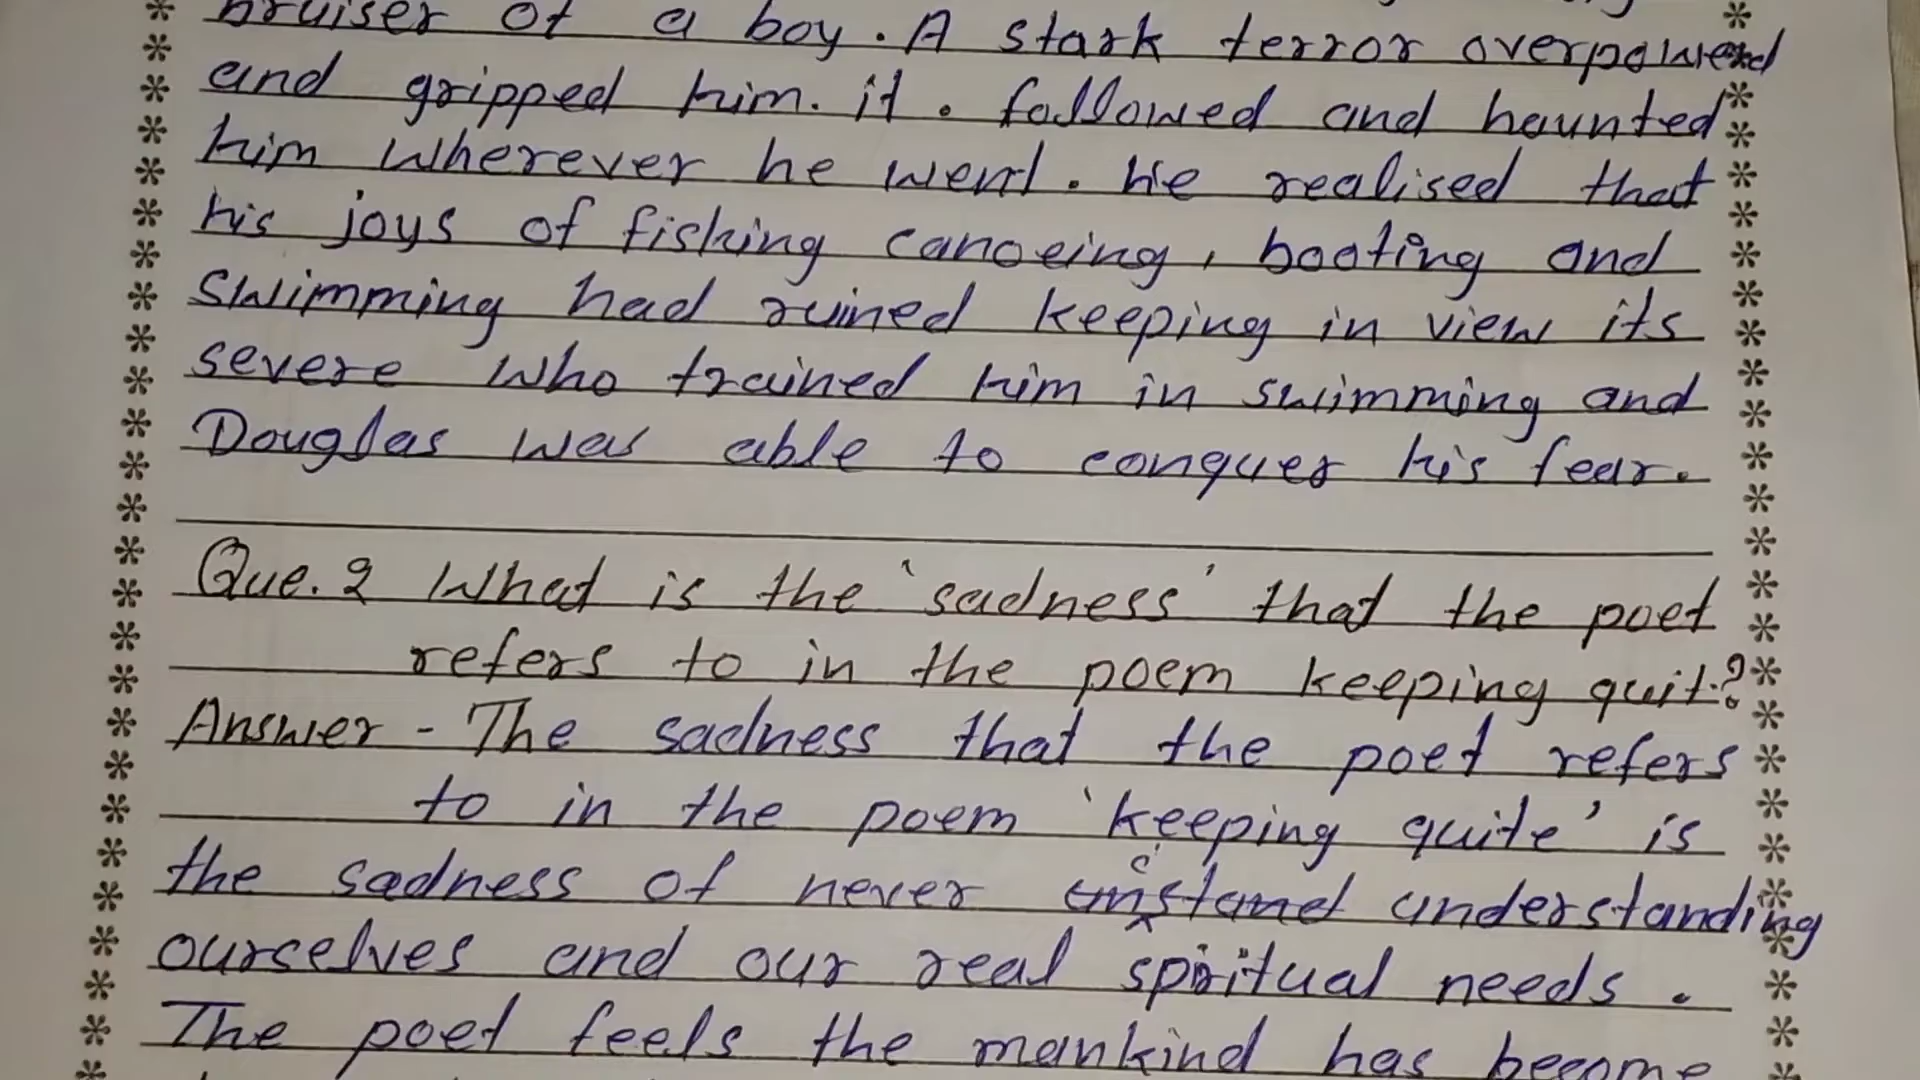 bruiser of a boy. A stark terror overpowered
and gripped him. it. followed and haunted
him wherever he went. He realised that
his joys of fishing canoeing, boating and
swimming had ruined keeping in view its
severe who trained him in swimming and
Douglas was able to conquer his fear.
Que. 2 What is the 'sadness' that the poet
refers to in the poem keeping quit.?
Answer - The sadness that the poet refers
to in the poem 'keeping quite' is
the sadness of never understanding
ourselves and our real spiritual needs.
The poet feels the mankind has become